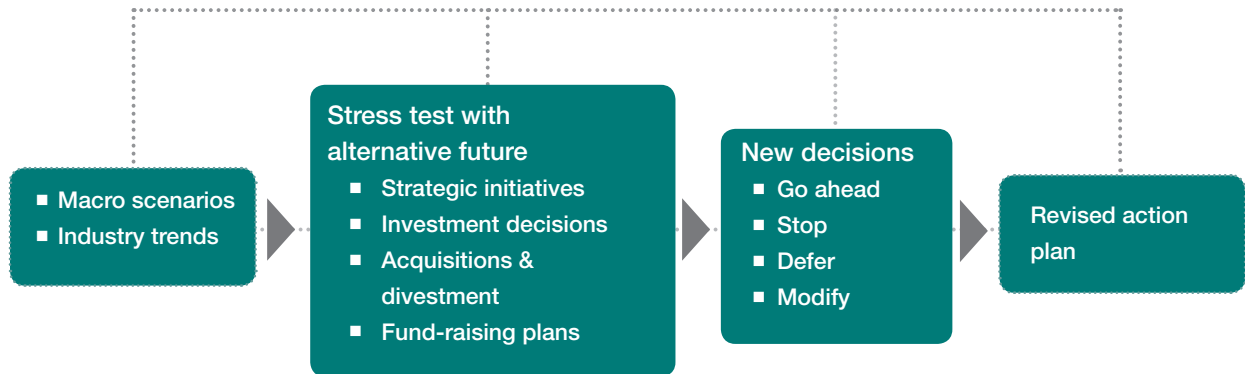 Macro scenarios
Industry trends
Stress test with
alternative future
Strategic initiatives
Investment decisions
Acquisitions &
divestment
Fund-raising plans
New decisions
Go ahead
Stop
Defer
Modify
Revised action
plan